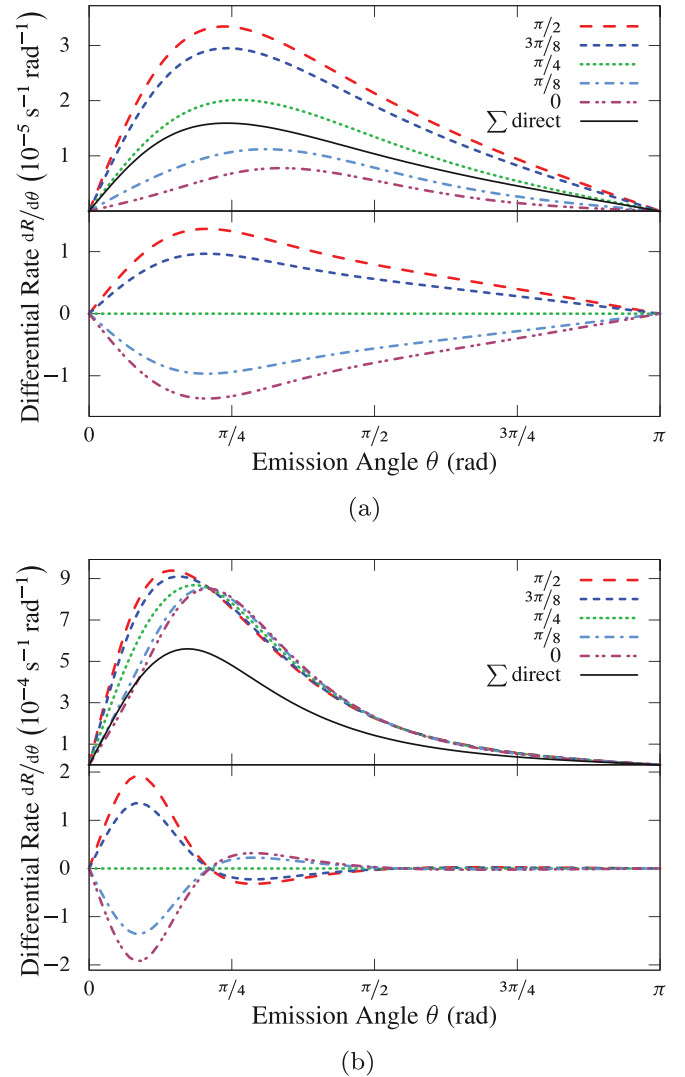 Differential Rate dR/dθ (10⁻⁵ s⁻¹ rad⁻¹)
3
2
1
π/2
3π/8
π/4
π/8
0
∑ direct
1
0
−1
0
π/4
π/2
3π/4
π
Emission Angle θ (rad)
(a)
Differential Rate dR/dθ (10⁻⁴ s⁻¹ rad⁻¹)
9
7
5
3
1
π/2
3π/8
π/4
π/8
0
∑ direct
2
1
0
−1
−2
0
π/4
π/2
3π/4
π
Emission Angle θ (rad)
(b)